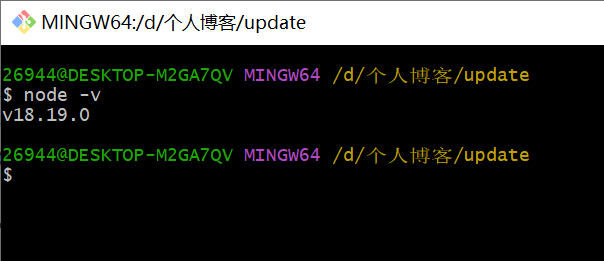 MINGW64:/d/个人博客/update
26944@DESKTOP-M2GA7QV MINGW64 /d/个人博客/update
$ node -v
v18.19.0
26944@DESKTOP-M2GA7QV MINGW64 /d/个人博客/update
$